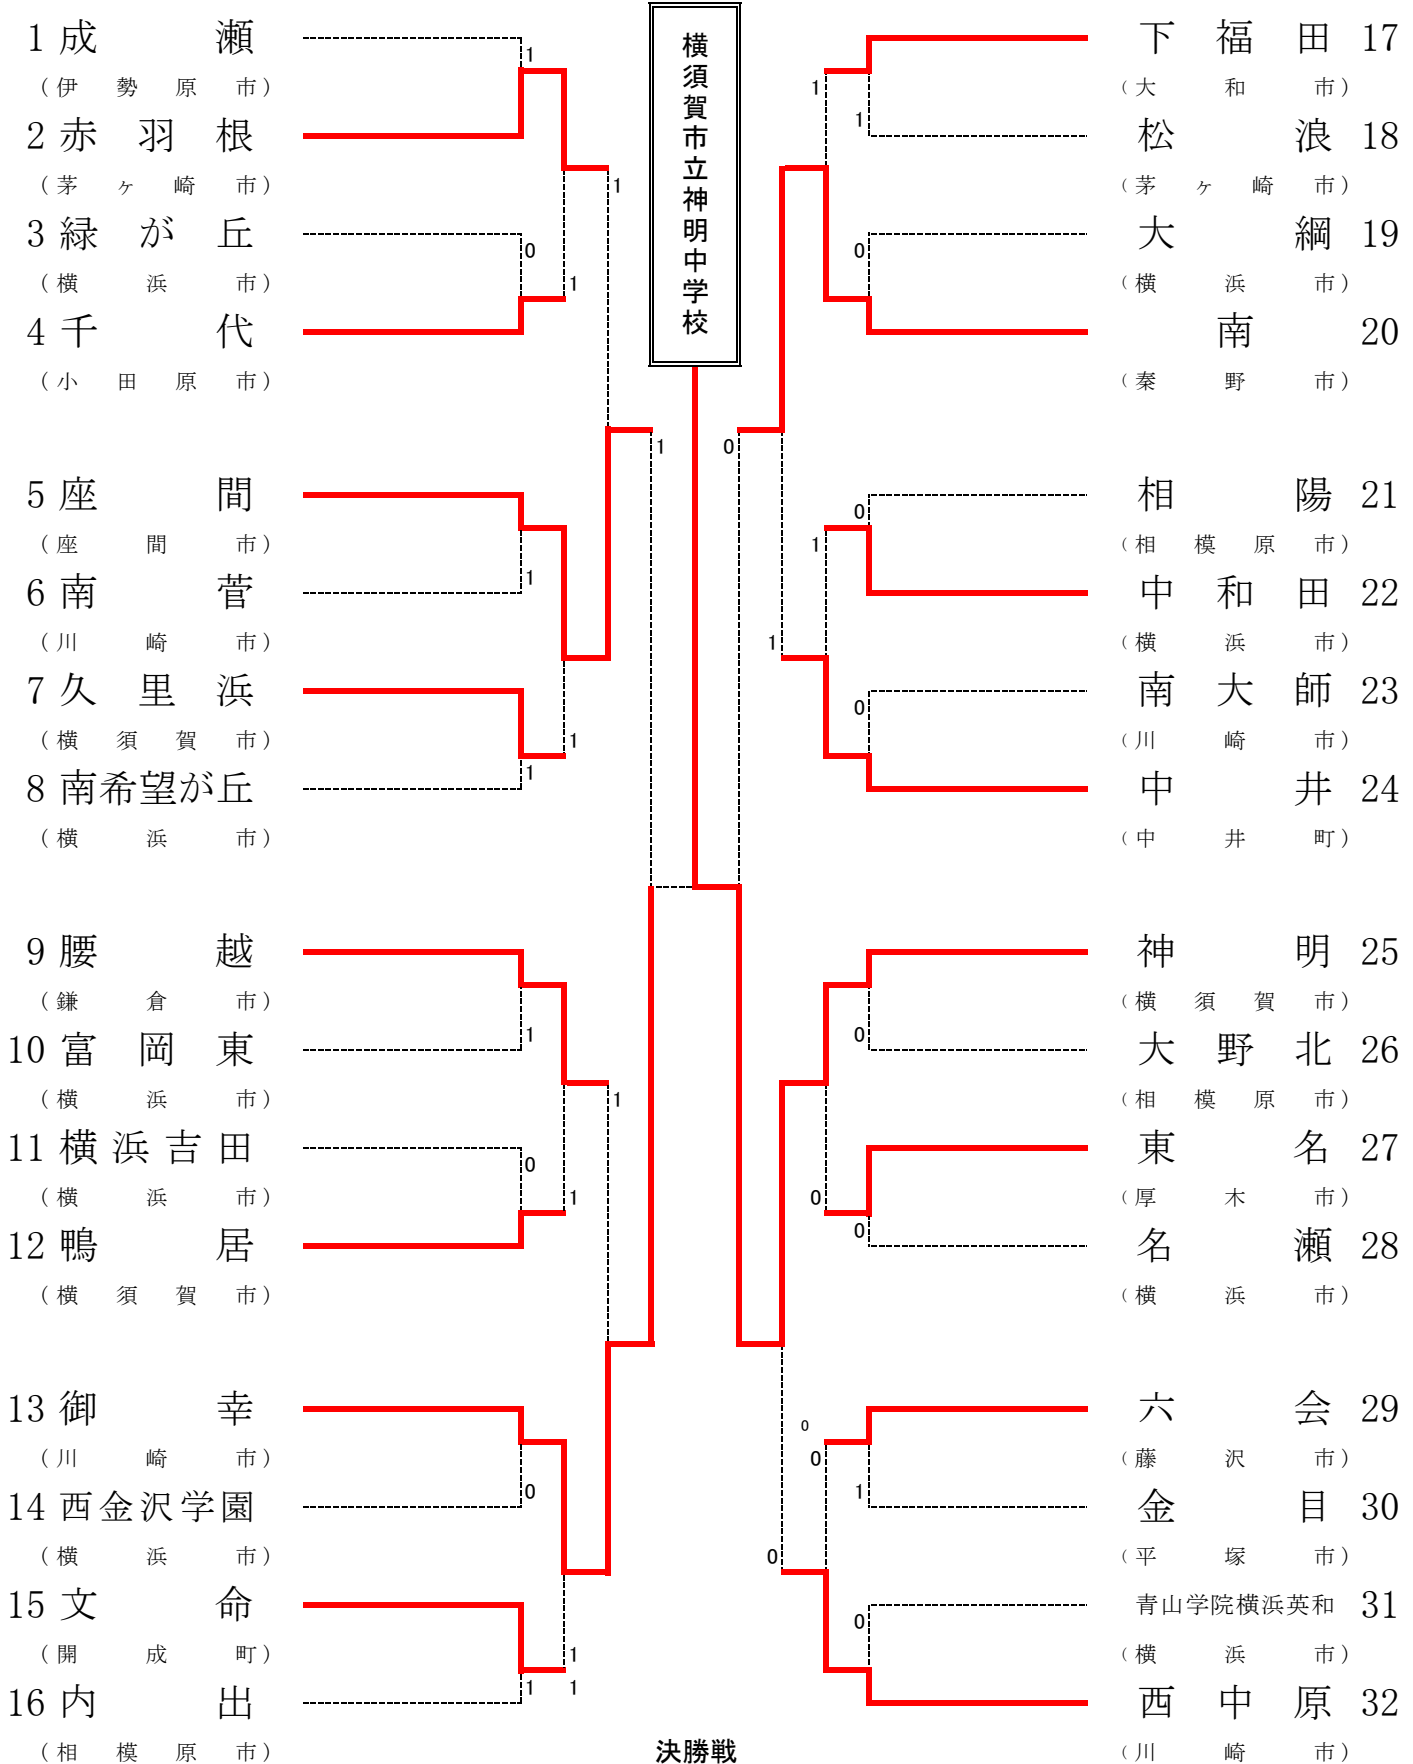 横須賀市立神明中学校
1 成瀬
(伊勢原市)
1
2 赤羽根
(茅ヶ崎市)
1
3 緑が丘
(横浜市)
0
1
4 千代
(小田原市)
1
5 座間
(座間市)
6 南菅
1
(川崎市)
7 久里浜
(横須賀市)
1
8 南希望が丘
1
(横浜市)
9 腰越
(鎌倉市)
10 富岡東
1
(横浜市)
1
11 横浜吉田
0
(横浜市)
1
12 鴨居
(横須賀市)
13 御幸
(川崎市)
14 西金沢学園
0
(横浜市)
15 文命
(開成町)
1
16 内出
1
1
(相模原市)
下福田 17
(大和市)
1
松浪 18
1
(茅ヶ崎市)
大綱 19
0
(横浜市)
南 20
(秦野市)
0
相陽 21
0
(相模原市)
1
中和田 22
(横浜市)
1
南大師 23
0
(川崎市)
中井 24
(中井町)
神明 25
(横須賀市)
大野北 26
0
(相模原市)
東名 27
(厚木市)
0
名瀬 28
0
(横浜市)
六会 29
0
(藤沢市)
0
金目 30
1
(平塚市)
0
青山学院横浜英和 31
0
(横浜市)
西中原 32
(川崎市)
決勝戦